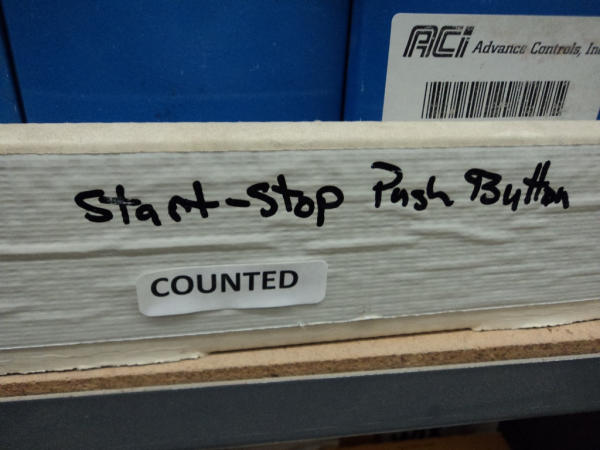 ACi Advance Controls, Inc
Start-Stop Push Button
COUNTED